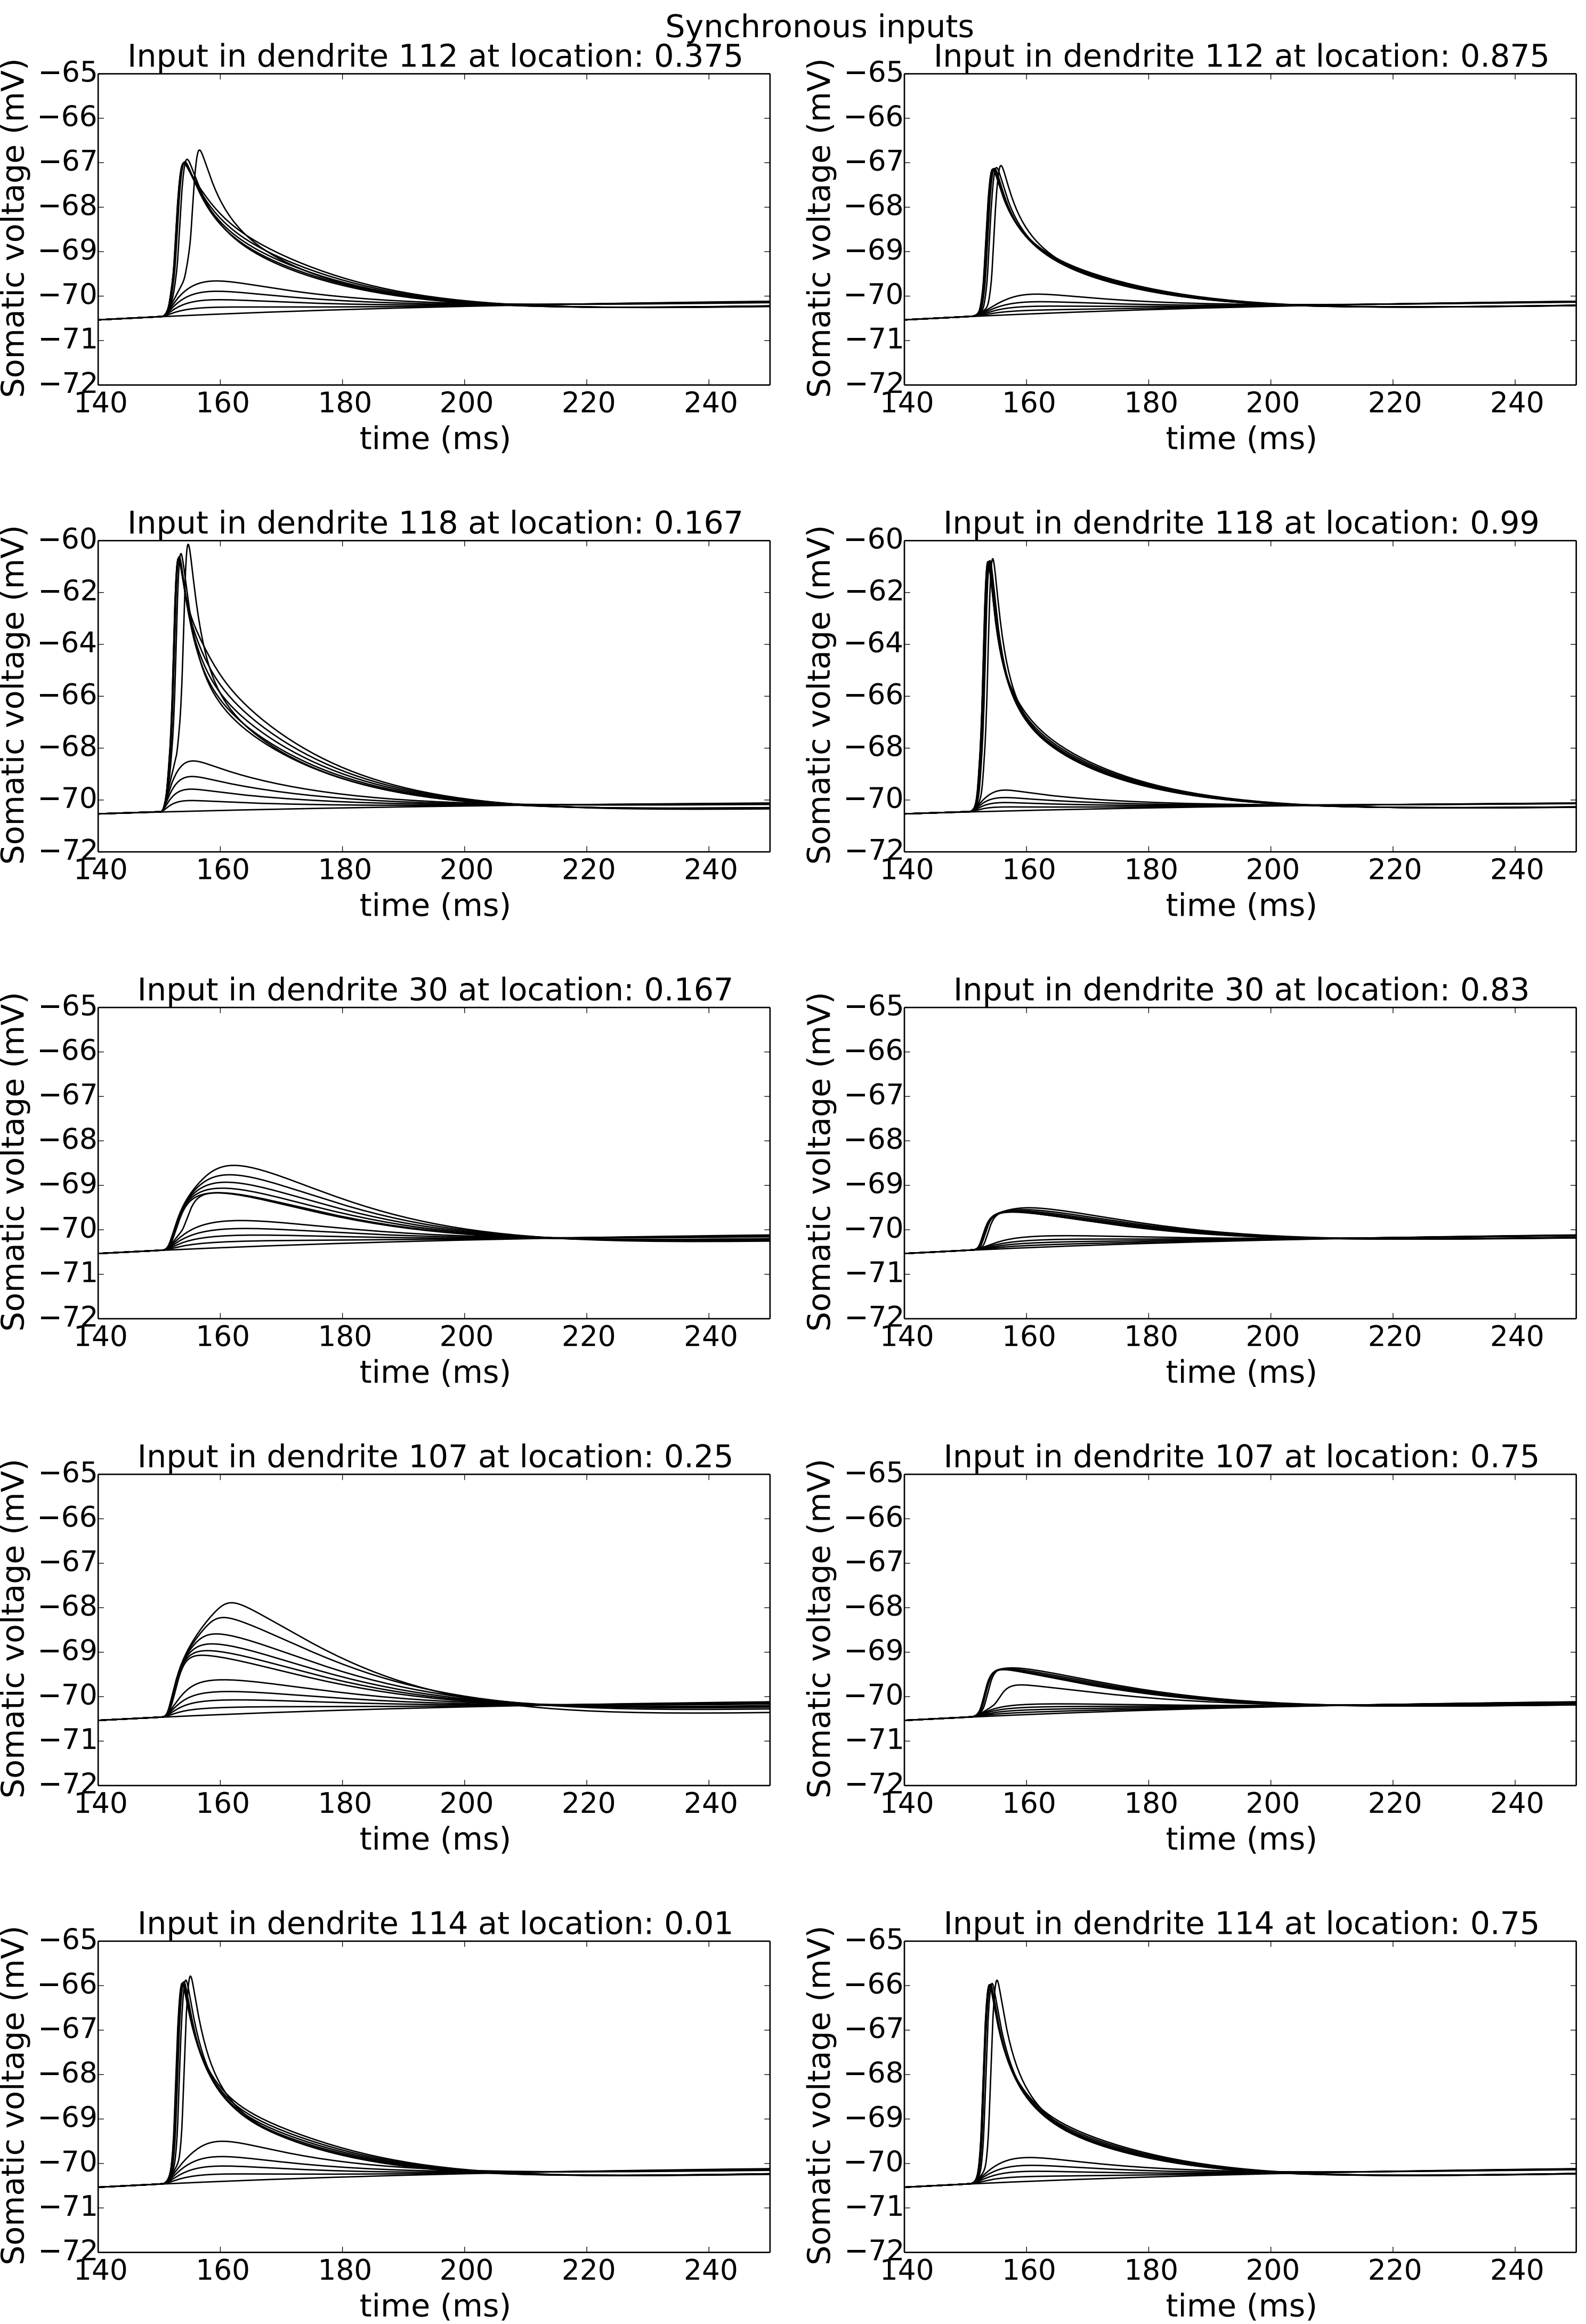 Synchronous inputs
Input in dendrite 112 at location: 0.375
Somatic voltage (mV)
−65
−66
−67
−68
−69
−70
−71
−72
140 160 180 200 220 240
time (ms)
Input in dendrite 112 at location: 0.875
Somatic voltage (mV)
−65
−66
−67
−68
−69
−70
−71
−72
140 160 180 200 220 240
time (ms)
Input in dendrite 118 at location: 0.167
Somatic voltage (mV)
−60
−62
−64
−66
−68
−70
−72
140 160 180 200 220 240
time (ms)
Input in dendrite 118 at location: 0.99
Somatic voltage (mV)
−60
−62
−64
−66
−68
−70
−72
140 160 180 200 220 240
time (ms)
Input in dendrite 30 at location: 0.167
Somatic voltage (mV)
−65
−66
−67
−68
−69
−70
−71
−72
140 160 180 200 220 240
time (ms)
Input in dendrite 30 at location: 0.83
Somatic voltage (mV)
−65
−66
−67
−68
−69
−70
−71
−72
140 160 180 200 220 240
time (ms)
Input in dendrite 107 at location: 0.25
Somatic voltage (mV)
−65
−66
−67
−68
−69
−70
−71
−72
140 160 180 200 220 240
time (ms)
Input in dendrite 107 at location: 0.75
Somatic voltage (mV)
−65
−66
−67
−68
−69
−70
−71
−72
140 160 180 200 220 240
time (ms)
Input in dendrite 114 at location: 0.01
Somatic voltage (mV)
−65
−66
−67
−68
−69
−70
−71
−72
140 160 180 200 220 240
time (ms)
Input in dendrite 114 at location: 0.75
Somatic voltage (mV)
−65
−66
−67
−68
−69
−70
−71
−72
140 160 180 200 220 240
time (ms)